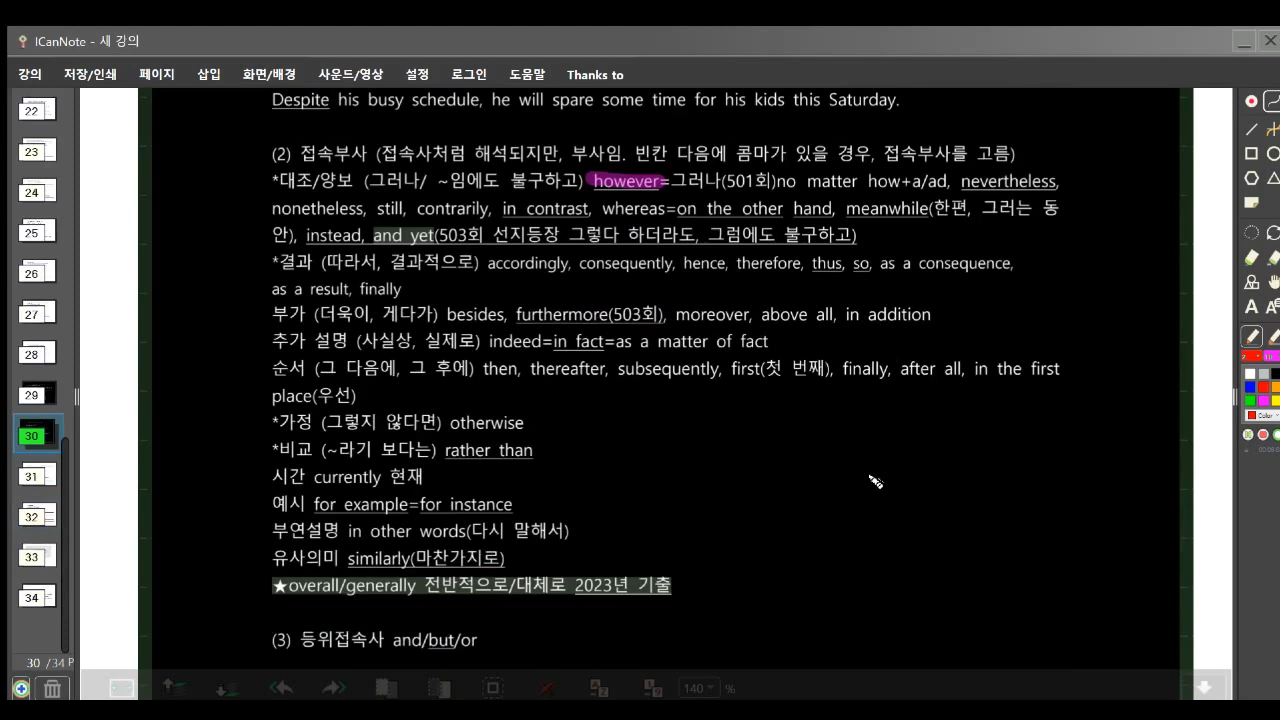 ICanNote - 새 강의
강의 저장/인쇄 페이지 삽입 화면/배경 사운드/영상 설정 로그인 도움말 Thanks to
22
23
24
25
26
27
28
29
30
31
32
33
34
30 /34 P
Despite his busy schedule, he will spare some time for his kids this Saturday.
(2) 접속부사 (접속사처럼 해석되지만, 부사임. 빈칸 다음에 콤마가 있을 경우, 접속부사를 고름)
*대조/양보 (그러나/ ~임에도 불구하고) however=그러나(501회)no matter how+a/ad, nevertheless,
nonetheless, still, contrarily, in contrast, whereas=on the other hand, meanwhile(한편, 그러는 동
안), instead, and yet(503회 선지등장 그렇다 하더라도, 그럼에도 불구하고)
*결과 (따라서, 결과적으로) accordingly, consequently, hence, therefore, thus, so, as a consequence,
as a result, finally
부가 (더욱이, 게다가) besides, furthermore(503회), moreover, above all, in addition
추가 설명 (사실상, 실제로) indeed=in fact=as a matter of fact
순서 (그 다음에, 그 후에) then, thereafter, subsequently, first(첫 번째), finally, after all, in the first
place(우선)
*가정 (그렇지 않다면) otherwise
*비교 (~라기 보다는) rather than
시간 currently 현재
예시 for example=for instance
부연설명 in other words(다시 말해서)
유사의미 similarly(마찬가지로)
★overall/generally 전반적으로/대체로 2023년 기출
(3) 등위접속사 and/but/or
140 %
Color